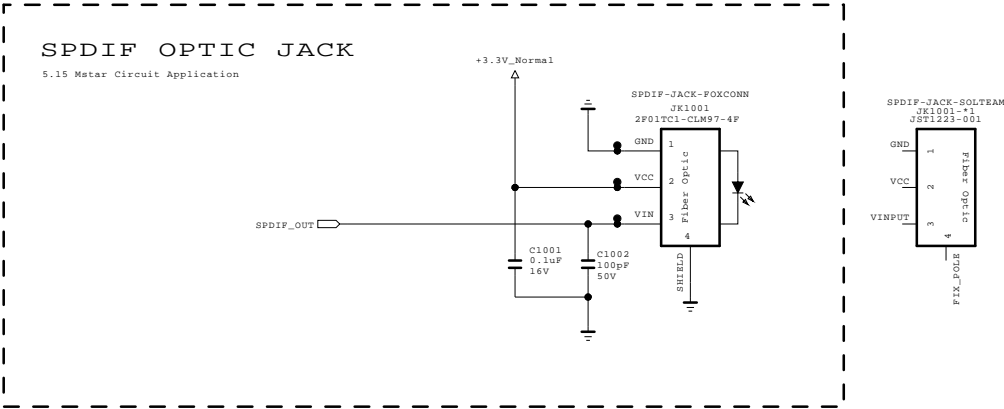 SPDIF OPTIC JACK
5.15 Mstar Circuit Application
+3.3V_Normal
SPDIF-JACK-FOXCONN
JK1001
2F01TC1-CLM97-4F
GND
1
VCC
2
VIN
3
4
Fiber Optic
SHIELD
SPDIF_OUT
C1001
0.1uF
16V
C1002
100pF
50V
SPDIF-JACK-SOLTEAM
JK1001-*1
JST1223-001
GND
1
VCC
2
VINPUT
3
4
Fiber Optic
FIX_POLE